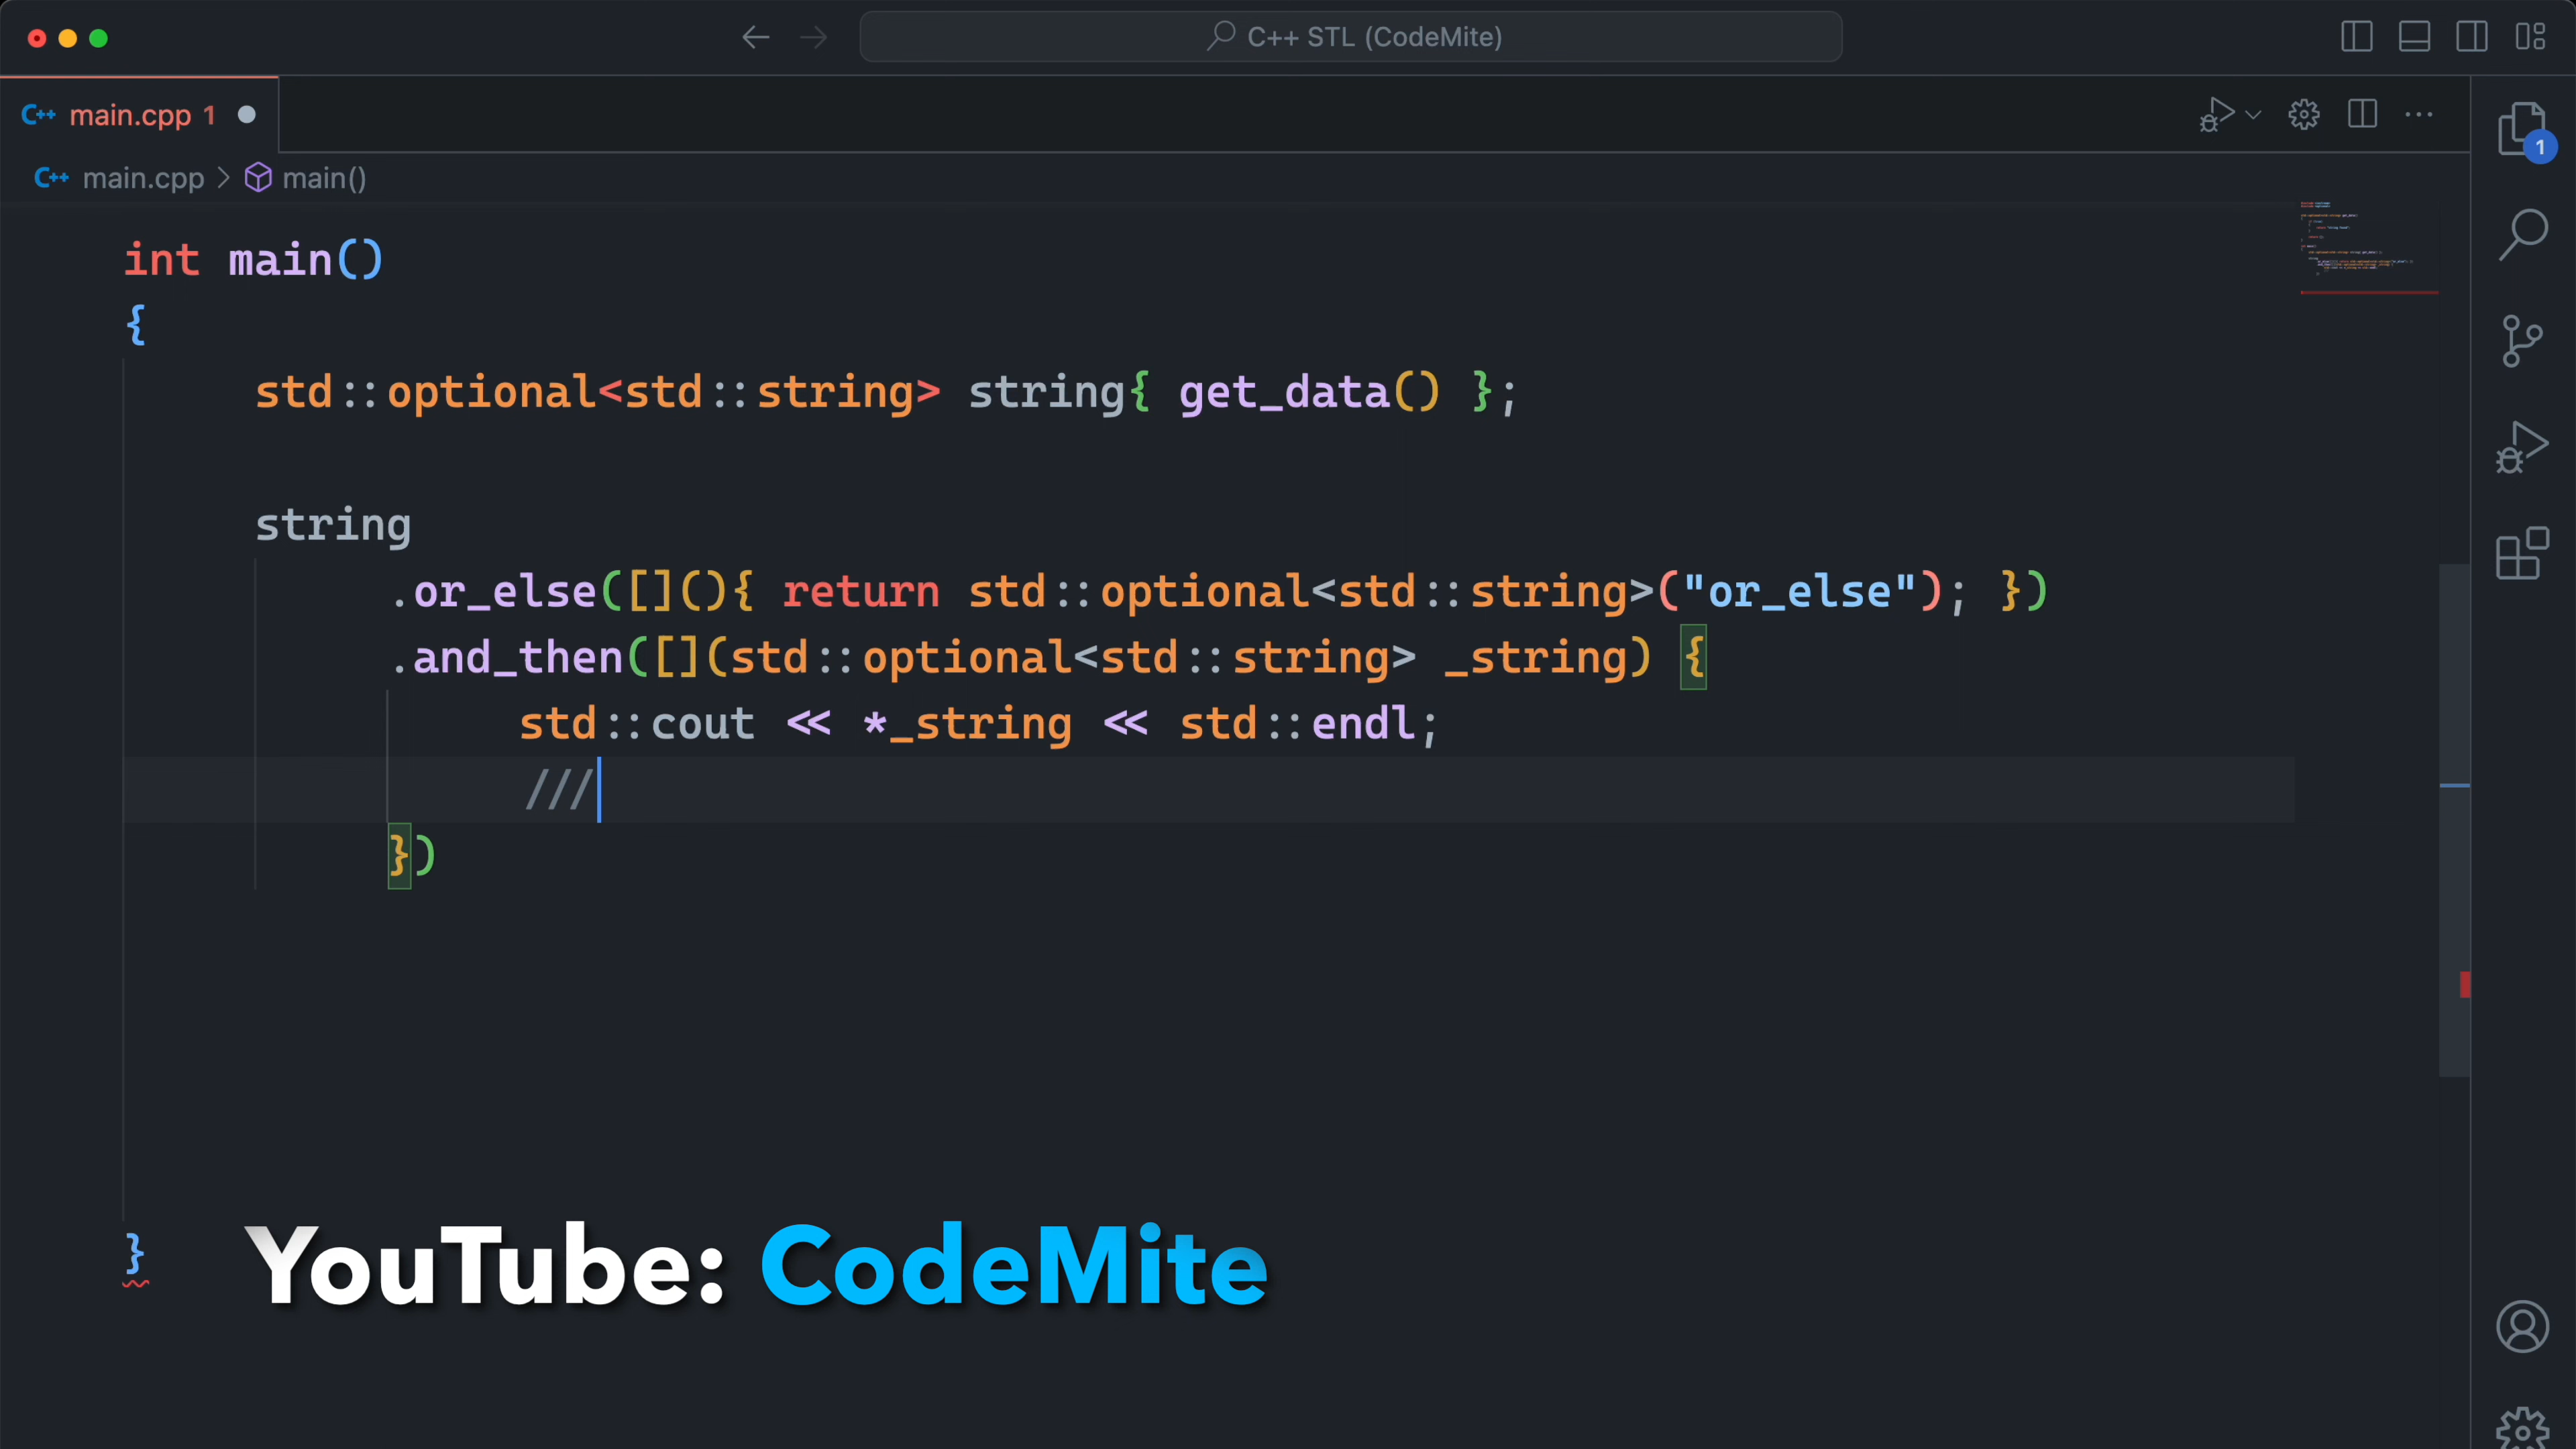 C++ STL (CodeMite)
C++ main.cpp 1
C++ main.cpp > main()
int main()
{
std::optional<std::string> string{ get_data() };
string
.or_else([](){ return std::optional<std::string>("or_else"); })
.and_then([](std::optional<std::string> _string) {
std::cout << *_string << std::endl;
///
})
}
YouTube: CodeMite
1